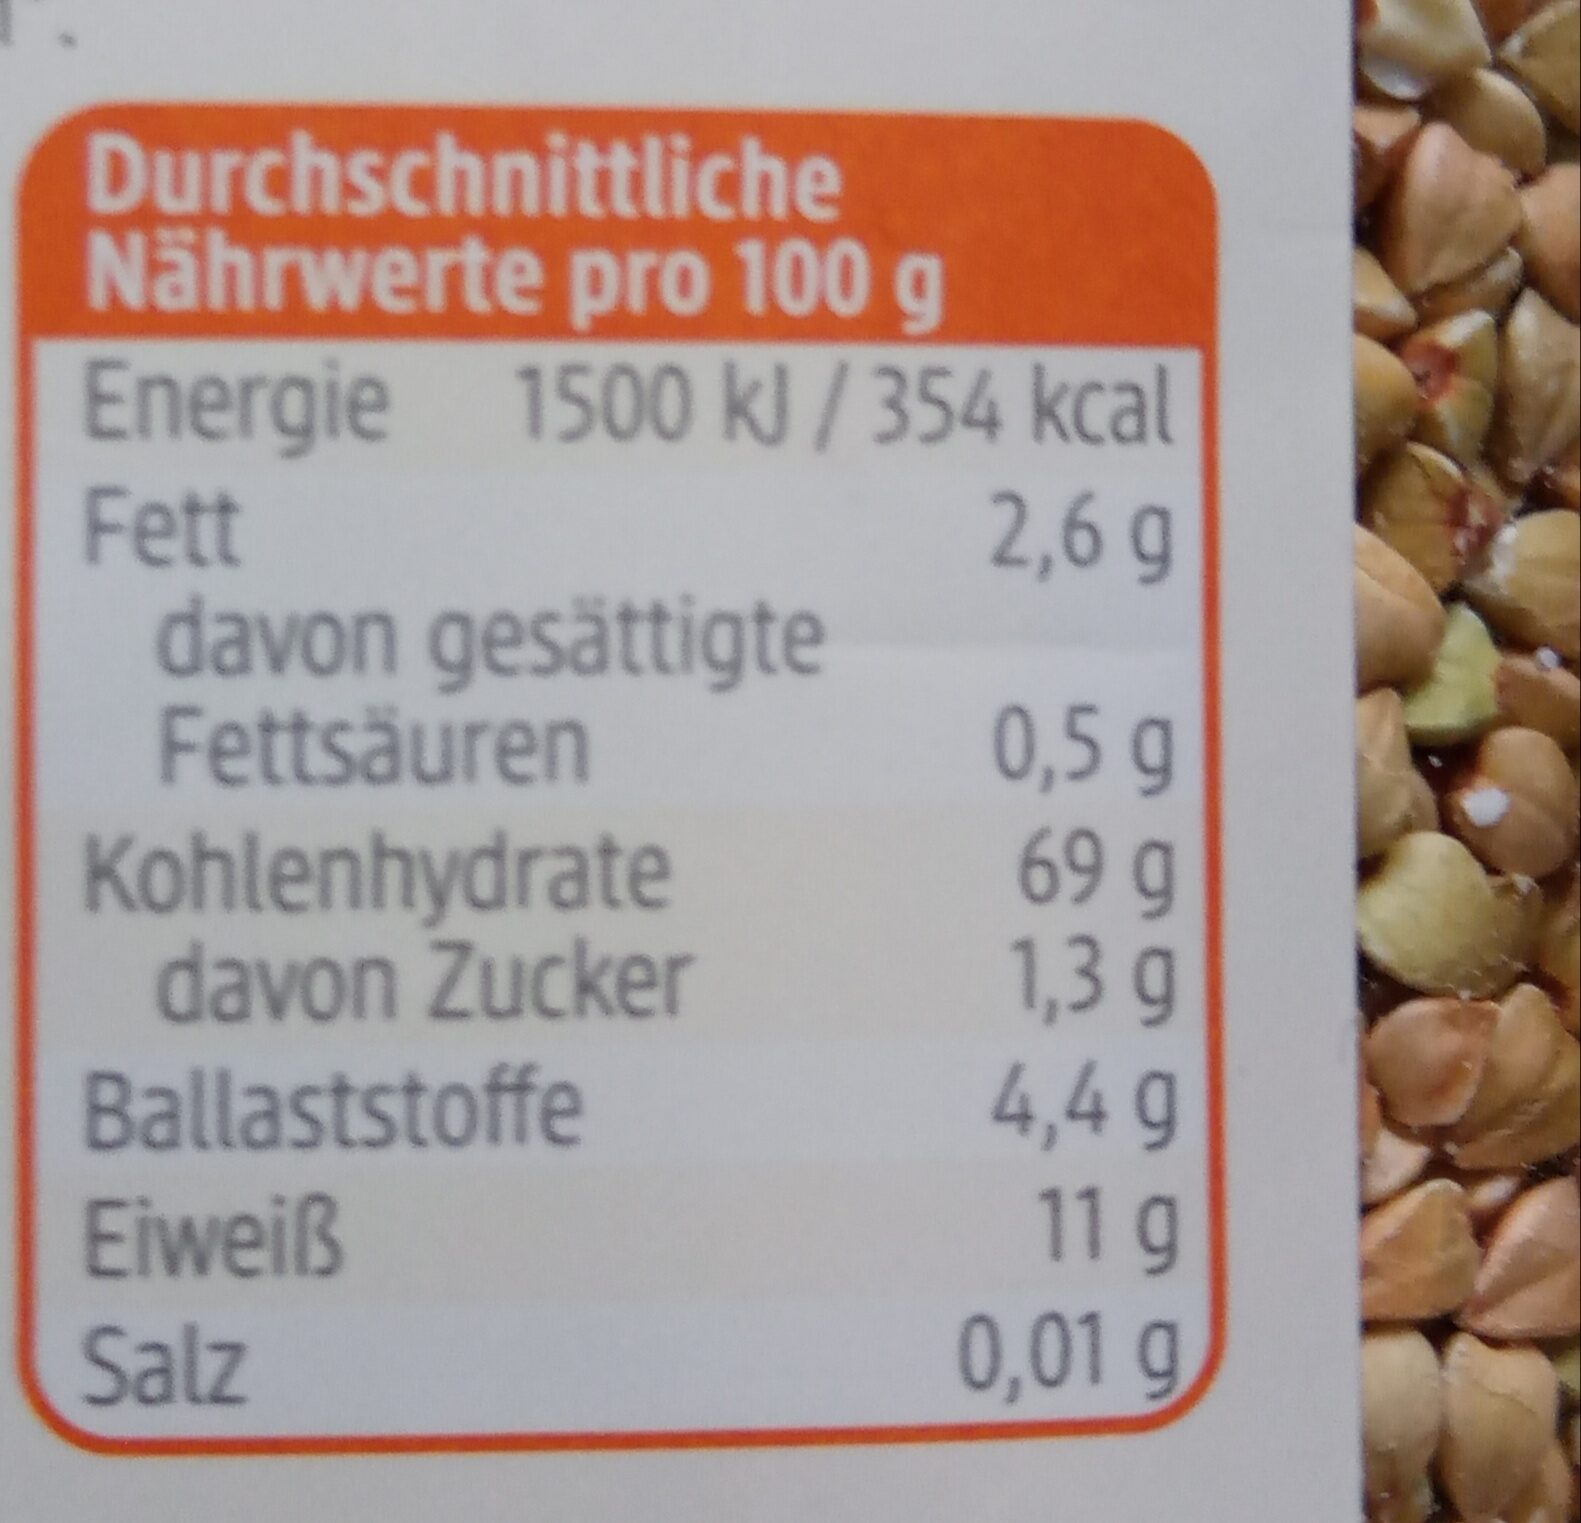 Durchschnittliche
Nährwerte pro 100 g
Energie 1500 kJ / 354 kcal
Fett 2,6 g
davon gesättigte
Fettsäuren 0,5 g
Kohlenhydrate 69 g
davon Zucker 1,3 g
Ballaststoffe 4,4 g
Eiweiß 11 g
Salz 0,01 g